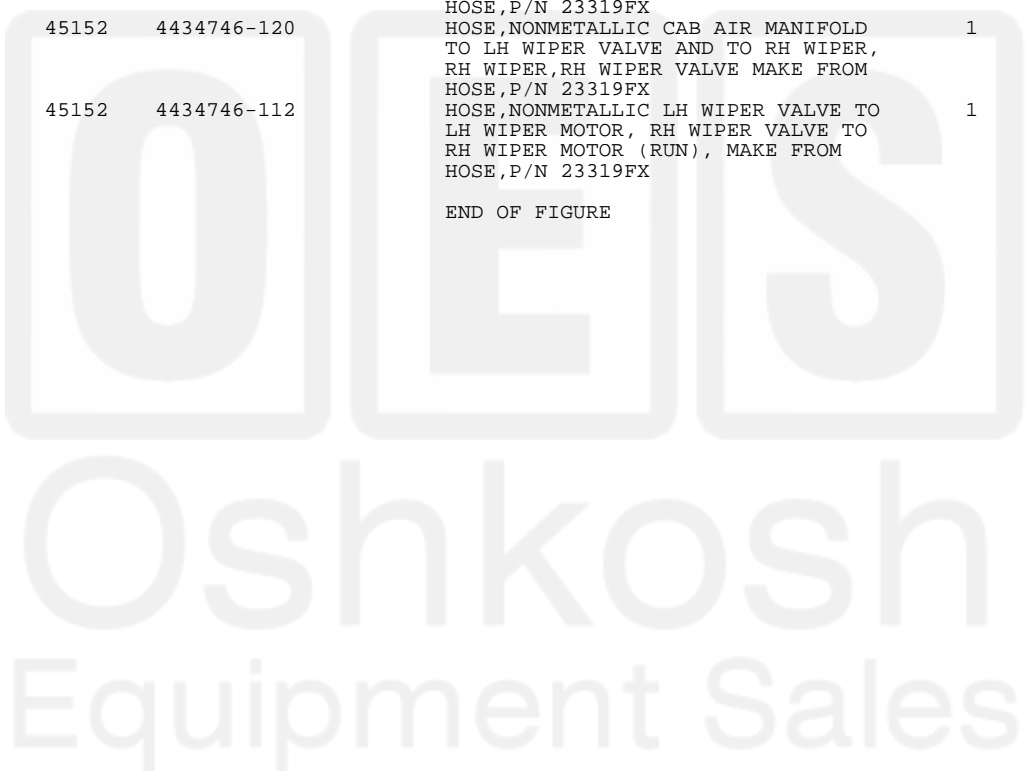 HOSE,P/N 23319FX
45152 4434746-120 HOSE,NONMETALLIC CAB AIR MANIFOLD 1
TO LH WIPER VALVE AND TO RH WIPER,
RH WIPER,RH WIPER VALVE MAKE FROM
HOSE,P/N 23319FX
45152 4434746-112 HOSE,NONMETALLIC LH WIPER VALVE TO 1
LH WIPER MOTOR, RH WIPER VALVE TO
RH WIPER MOTOR (RUN), MAKE FROM
HOSE,P/N 23319FX
END OF FIGURE
OES
Oshkosh
Equipment Sales